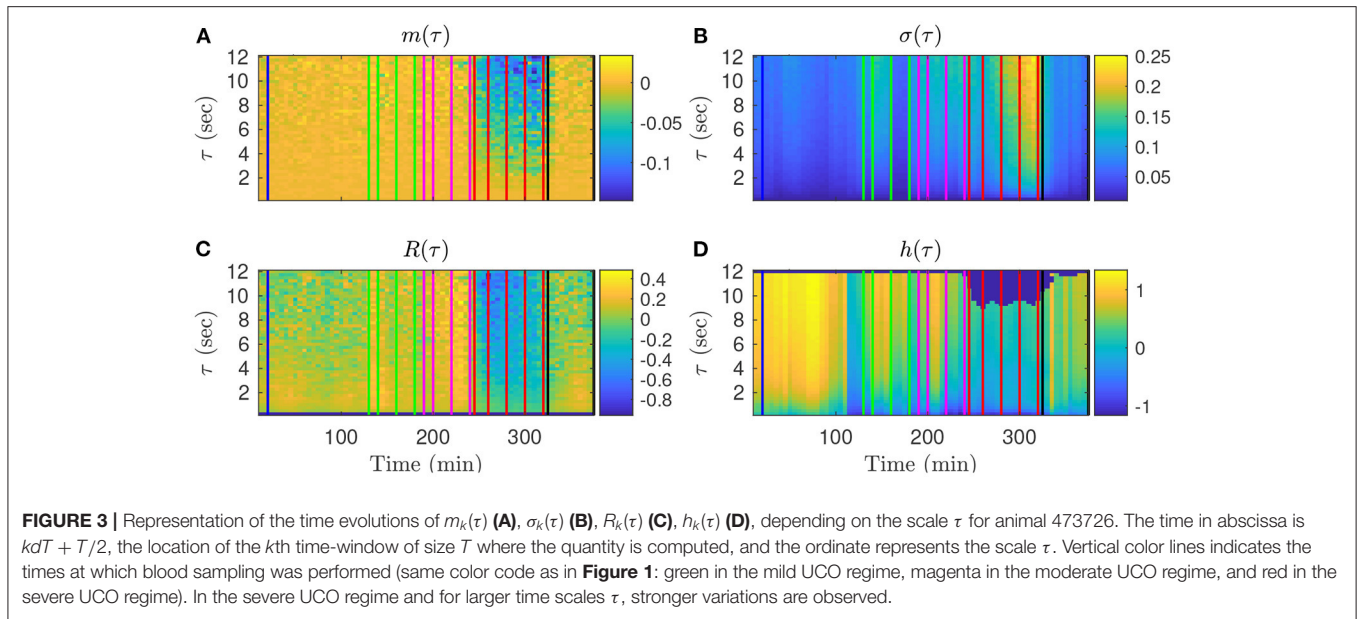 A
m(τ)
τ (sec)
12
10
8
6
4
2
0
-0.05
-0.1
B
σ(τ)
τ (sec)
12
10
8
6
4
2
0.25
0.20
0.15
0.10
0.05
C
R(τ)
τ (sec)
12
10
8
6
4
2
100 200 300
Time (min)
0.4
0.2
0
-0.2
-0.4
-0.6
-0.8
D
h(τ)
τ (sec)
12
10
8
6
4
2
100 200 300
Time (min)
1
0
-1
FIGURE 3 | Representation of the time evolutions of mk(τ) (A), σk(τ) (B), Rk(τ) (C), hk(τ) (D), depending on the scale τ for animal 473726. The time in abscissa is
kdT + T/2, the location of the kth time-window of size T where the quantity is computed, and the ordinate represents the scale τ. Vertical color lines indicates the
times at which blood sampling was performed (same color code as in Figure 1: green in the mild UCO regime, magenta in the moderate UCO regime, and red in the
severe UCO regime). In the severe UCO regime and for larger time scales τ, stronger variations are observed.